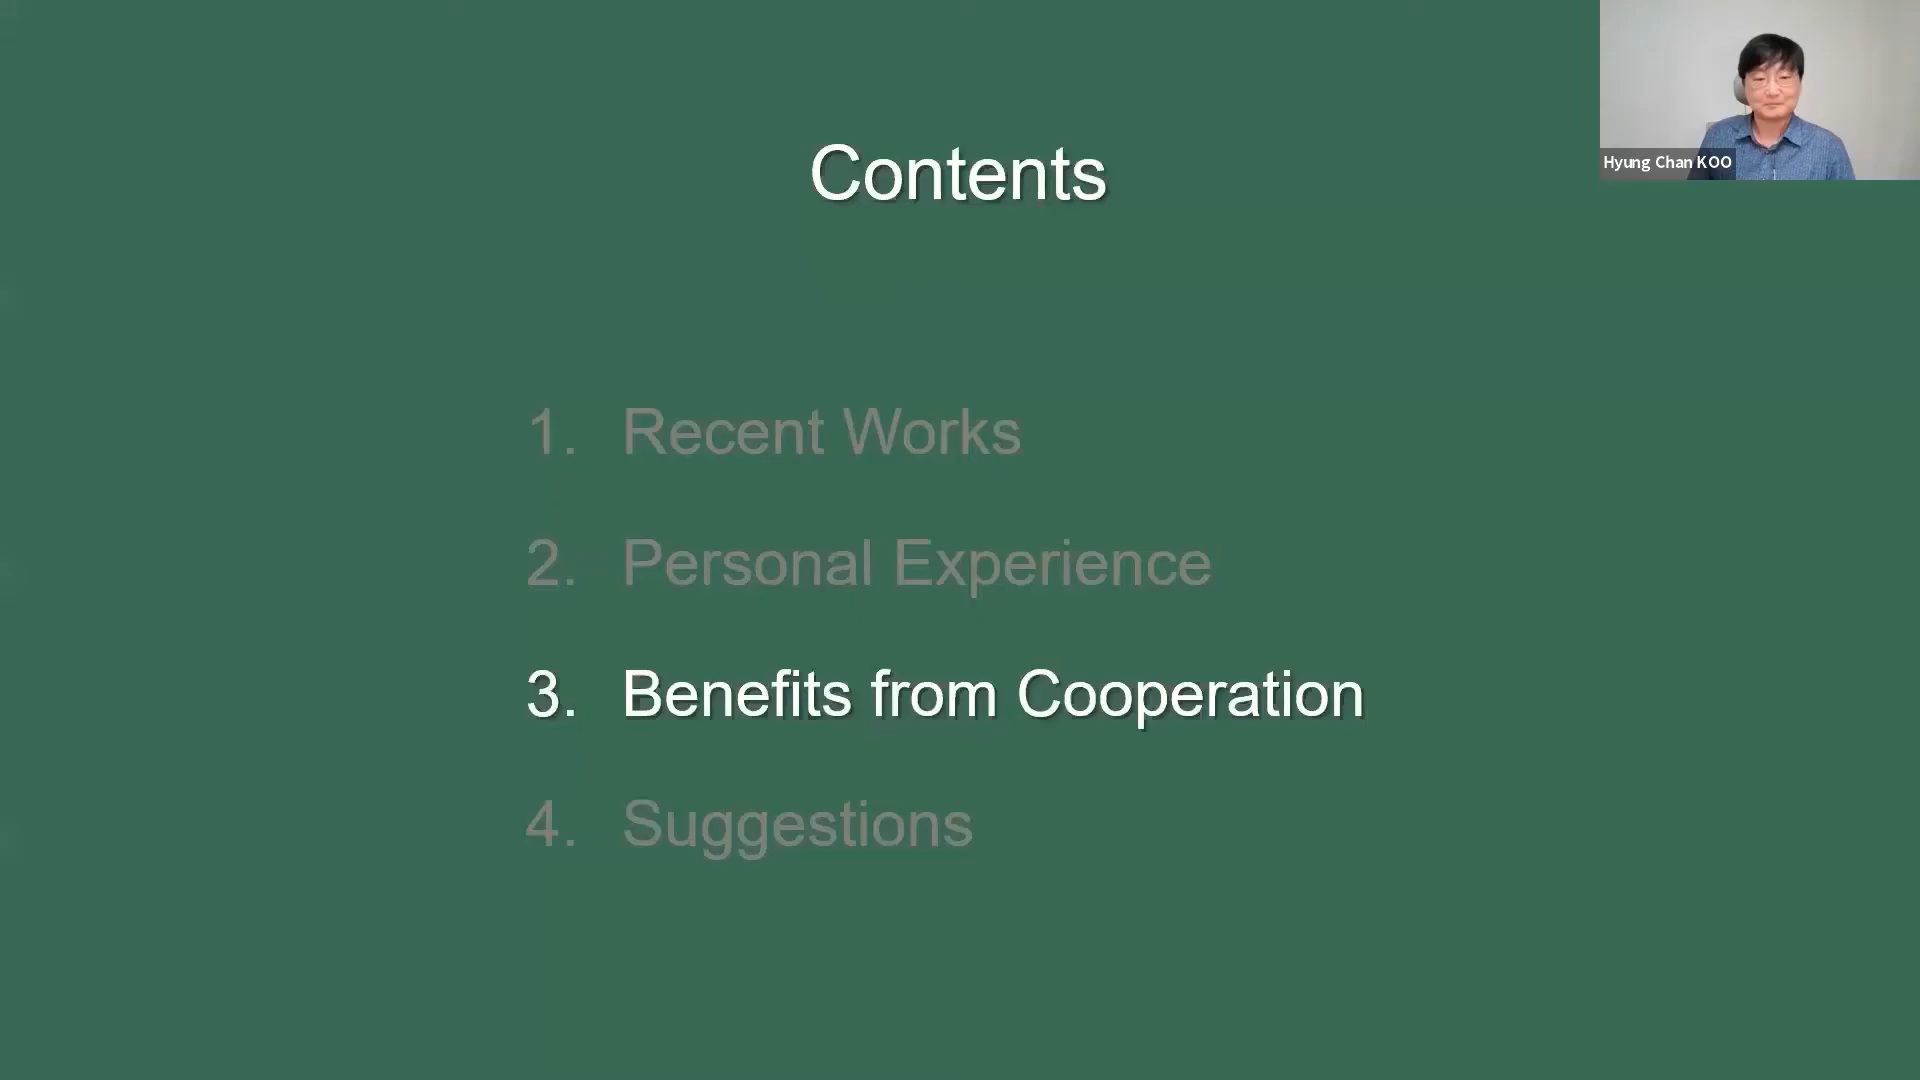 Contents
1. Recent Works
2. Personal Experience
3. Benefits from Cooperation
4. Suggestions
Hyung Chan KOO